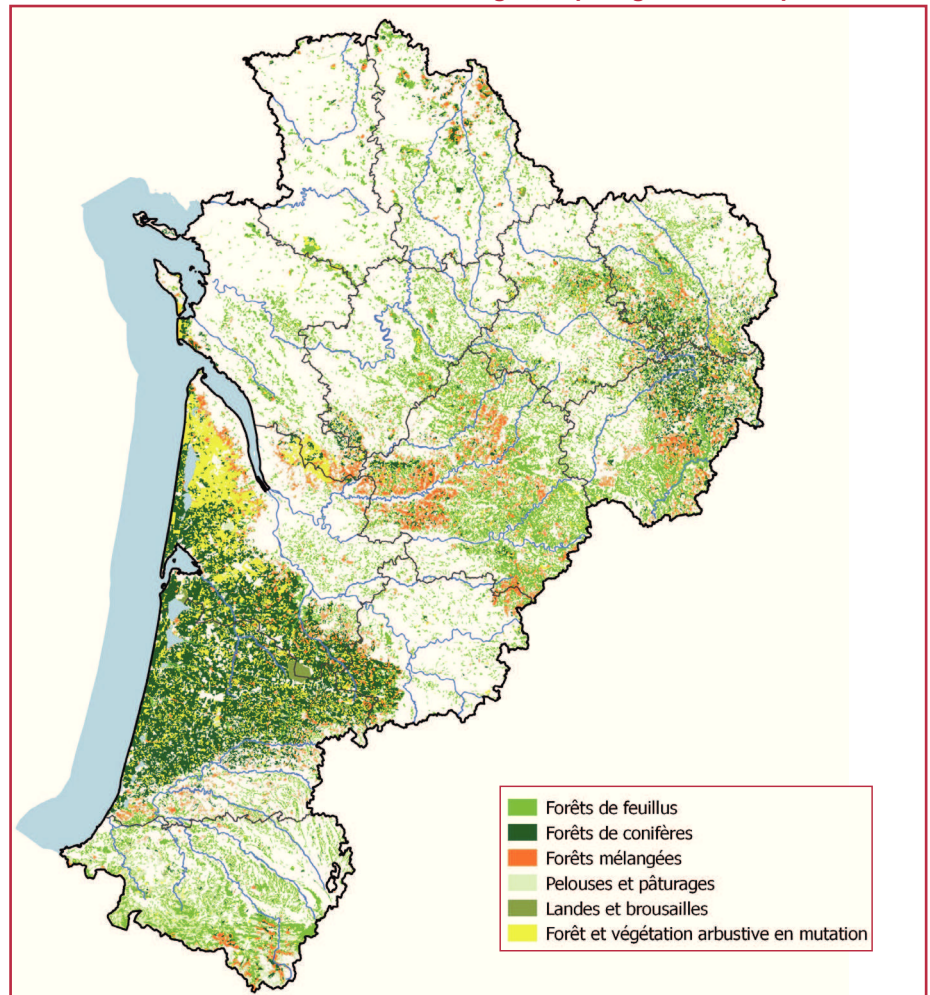 Forêts de feuillus
Forêts de conifères
Forêts mélangées
Pelouses et pâturages
Landes et brousailles
Forêt et végétation arbustive en mutation